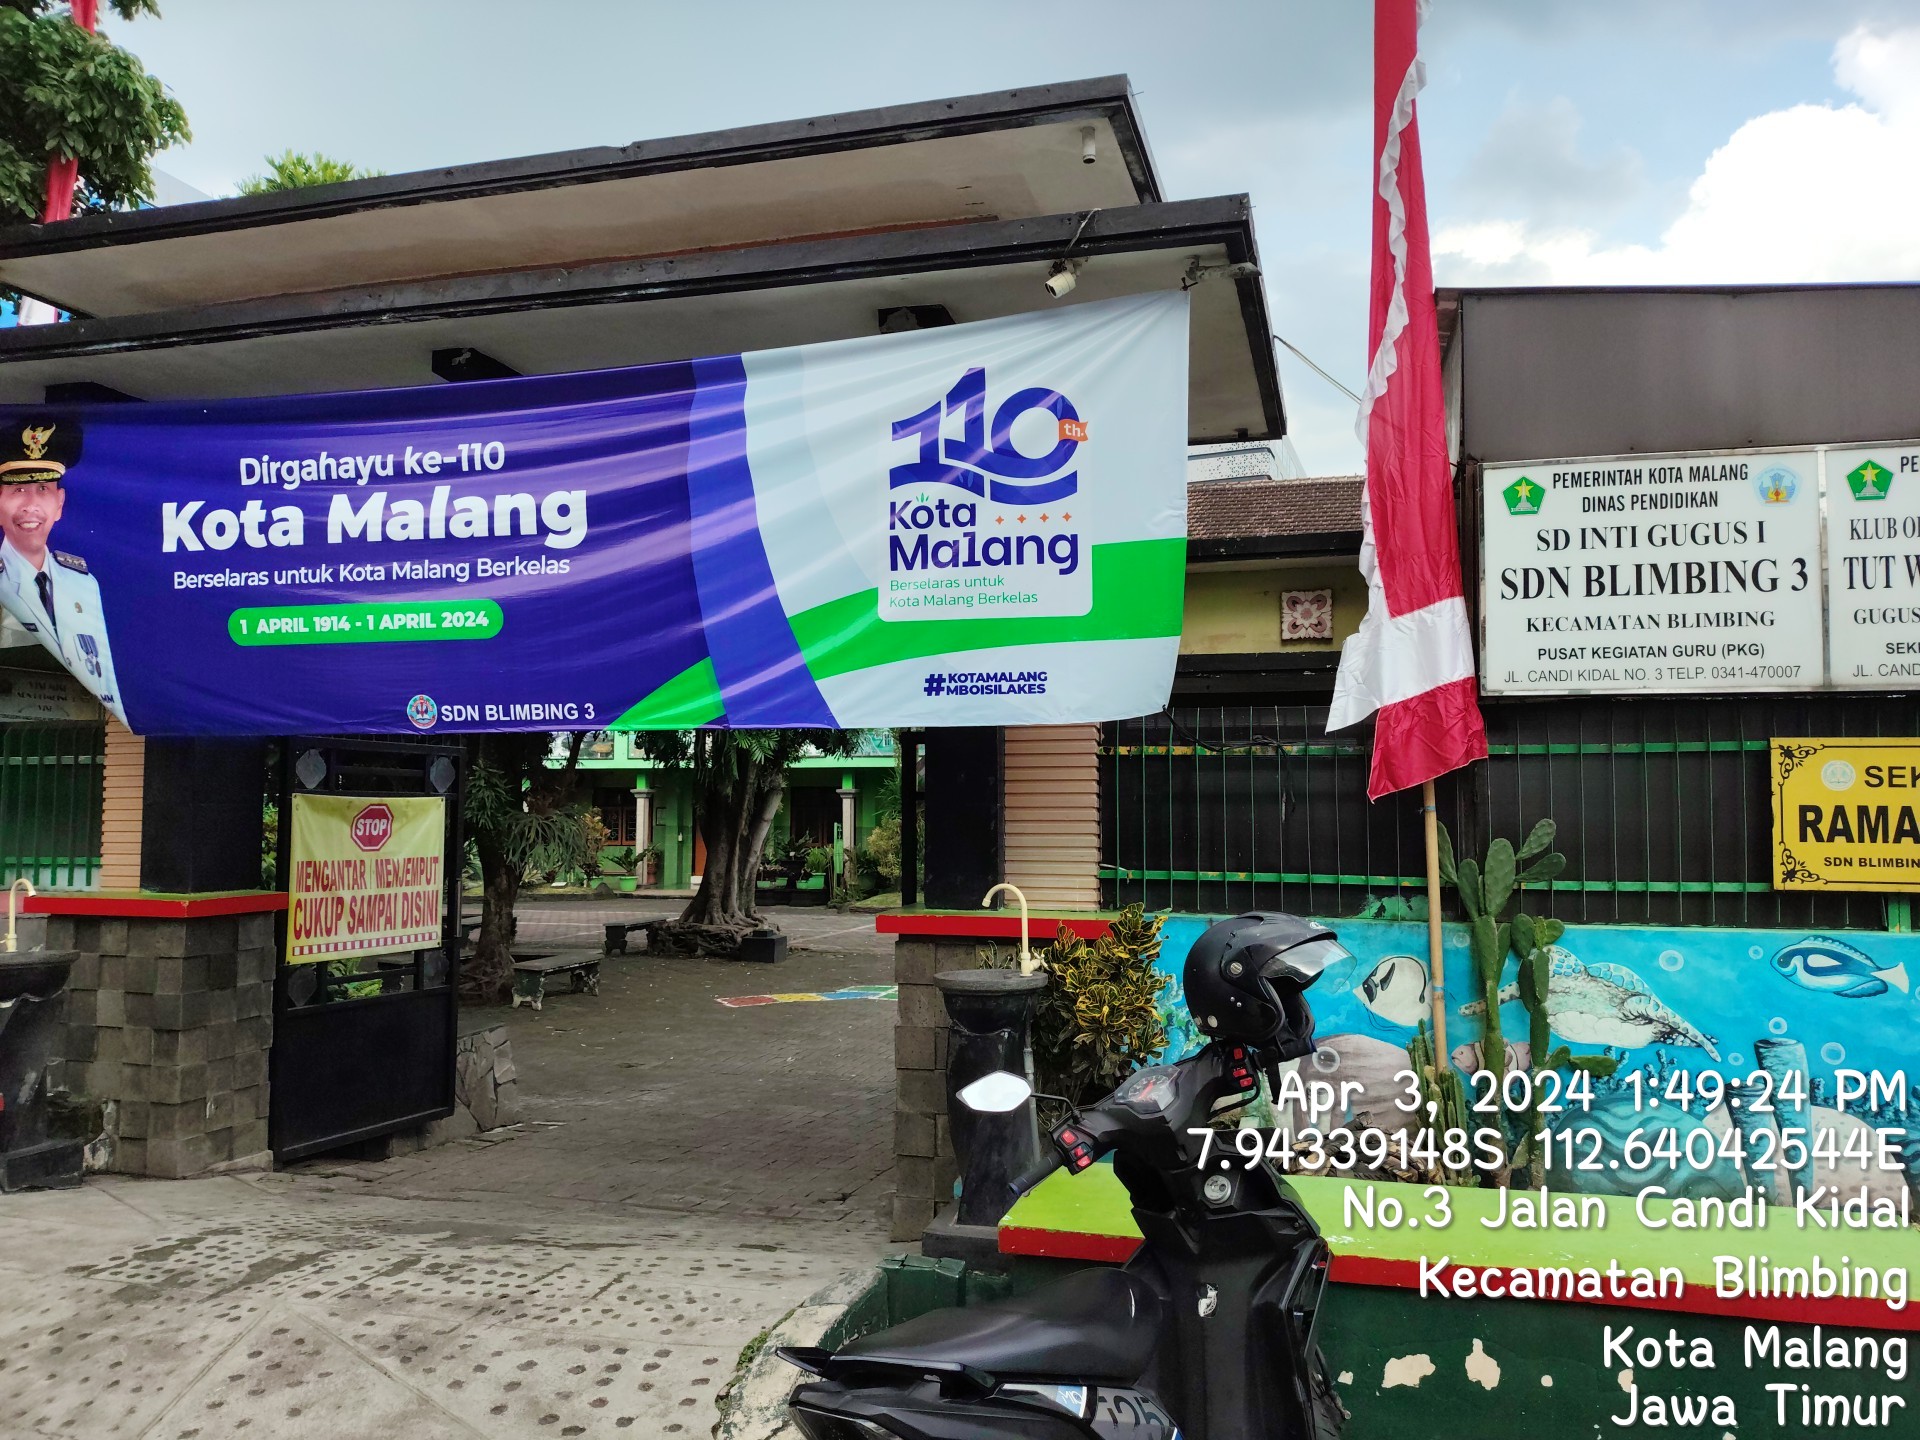 Dirgahayu ke-110
Kota Malang
Berselaras untuk Kota Malang Berkelas
1 APRIL 1914 - 1 APRIL 2024
SDN BLIMBING 3
110 th.
Kota
Malang
Berselaras untuk
Kota Malang Berkelas
#KOTAMALANG
MBOISILAKES
PEMERINTAH KOTA MALANG
DINAS PENDIDIKAN
SD INTI GUGUS I
SDN BLIMBING 3
KECAMATAN BLIMBING
PUSAT KEGIATAN GURU (PKG)
JL. CANDI KIDAL NO. 3 TELP. 0341-470007
KLUB
TUT
GUGUS
JL.
RAMA
SDN
STOP
MENGANTAR / MENJEMPUT
CUKUP SAMPAI DISINI
Apr 3, 2024 1:49:24 PM
7.94339148S 112.64042544E
No.3 Jalan Candi Kidal
Kecamatan Blimbing
Kota Malang
Jawa Timur